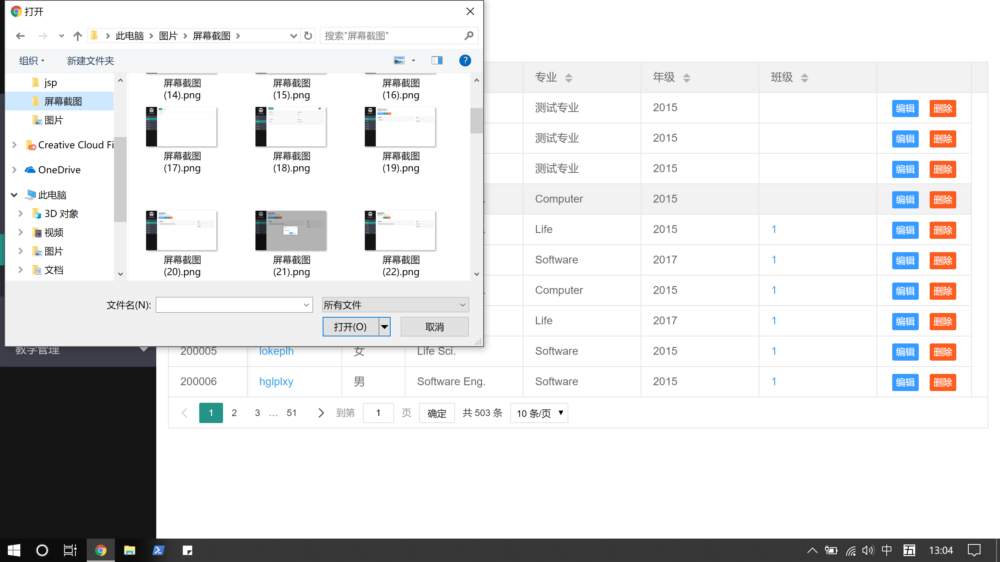 打开
此电脑 图片 屏幕截图
搜索"屏幕截图"
组织 新建文件夹
jsp
屏幕截图
图片
Creative Cloud Fi
OneDrive
此电脑
3D 对象
视频
图片
文档
屏幕截图 (14).png
屏幕截图 (15).png
屏幕截图 (16).png
屏幕截图 (17).png
屏幕截图 (18).png
屏幕截图 (19).png
屏幕截图 (20).png
屏幕截图 (21).png
屏幕截图 (22).png
文件名(N): 所有文件
打开(O) 取消
专业 年级 班级
测试专业 2015 编辑 删除
测试专业 2015 编辑 删除
测试专业 2015 编辑 删除
Computer 2015 编辑 删除
Life 2015 1 编辑 删除
Software 2017 1 编辑 删除
Computer 2015 1 编辑 删除
Life 2017 1 编辑 删除
教学管理
200005 lokeplh 女 Life Sci. Software 2015 1 编辑 删除
200006 hglplxy 男 Software Eng. Software 2015 1 编辑 删除
1 2 3 … 51 到第 1 页 确定 共 503 条 10 条/页
中 五 13:04